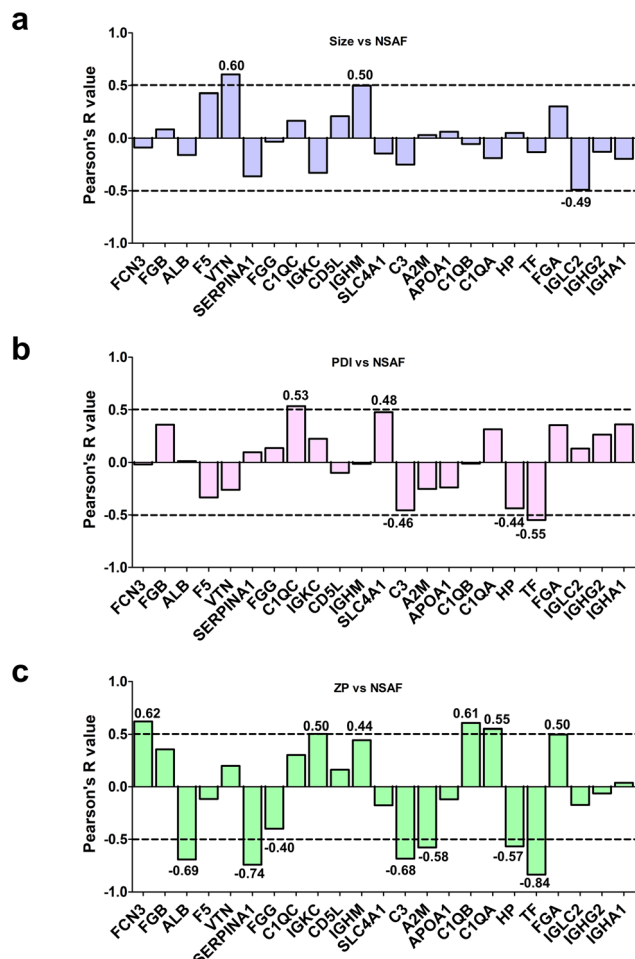 a
Size vs NSAF
Pearson's R value
1.0
0.5
0.0
-0.5
-1.0
0.60
0.50
-0.49
FCN3
FGB
ALB
F5
VTN
SERPINA1
FGG
C1QC
IGKC
CD5L
IGHM
SLC4A1
C3
A2M
APOA1
C1QB
C1QA
HP
TF
FGA
IGLC2
IGHG2
IGHA1
b
PDI vs NSAF
Pearson's R value
1.0
0.5
0.0
-0.5
-1.0
0.53
0.48
-0.46
-0.44
-0.55
FCN3
FGB
ALB
F5
VTN
SERPINA1
FGG
C1QC
IGKC
CD5L
IGHM
SLC4A1
C3
A2M
APOA1
C1QB
C1QA
HP
TF
FGA
IGLC2
IGHG2
IGHA1
c
ZP vs NSAF
Pearson's R value
1.0
0.5
0.0
-0.5
-1.0
0.62
-0.69
-0.74
-0.40
0.50
0.44
-0.68
-0.58
0.61
0.55
-0.57
-0.84
0.50
FCN3
FGB
ALB
F5
VTN
SERPINA1
FGG
C1QC
IGKC
CD5L
IGHM
SLC4A1
C3
A2M
APOA1
C1QB
C1QA
HP
TF
FGA
IGLC2
IGHG2
IGHA1